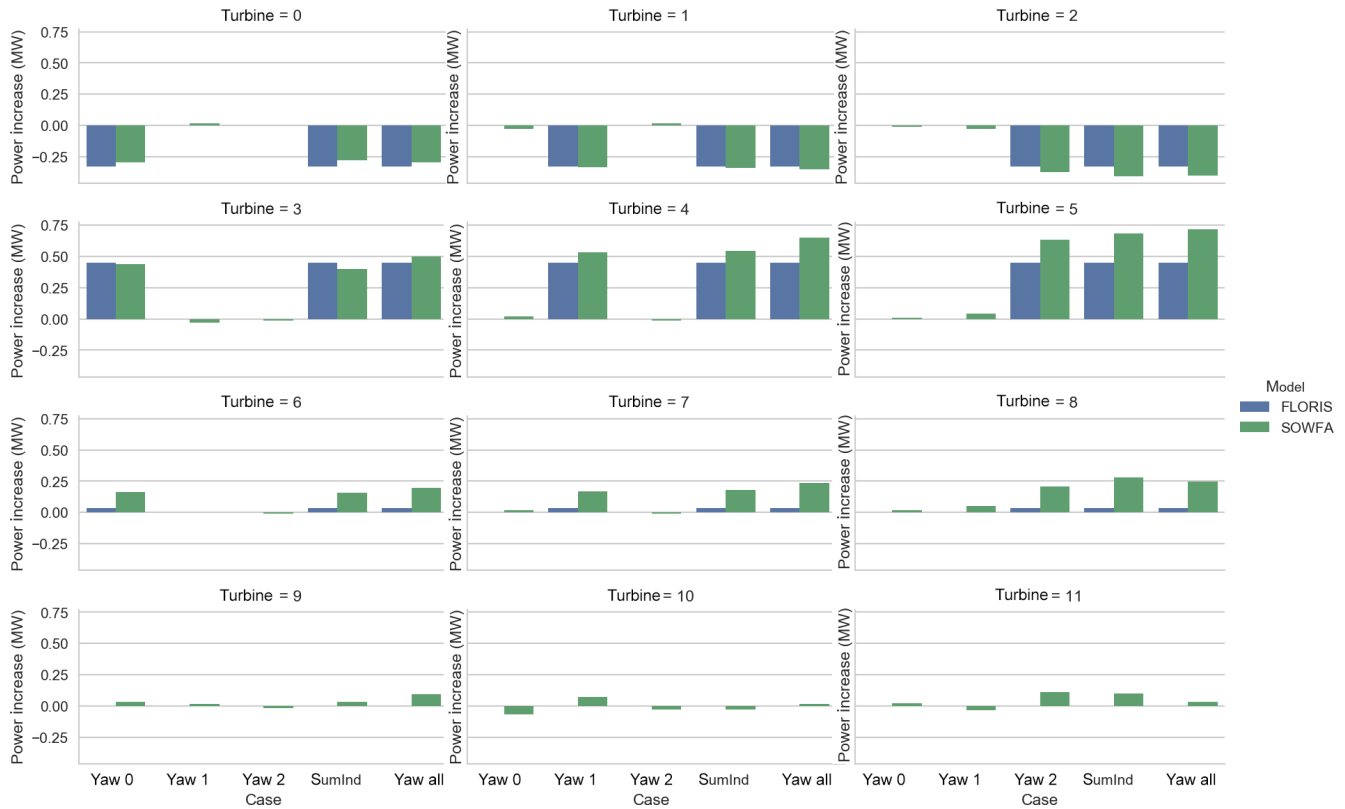 Turbine = 0
Turbine = 1
Turbine = 2
Power increase (MW)
0.75
0.50
0.25
0.00
−0.25
Power increase (MW)
Power increase (MW)
Turbine = 3
Turbine = 4
Turbine = 5
Power increase (MW)
0.75
0.50
0.25
0.00
−0.25
Power increase (MW)
Power increase (MW)
Model
FLORIS
SOWFA
Turbine = 6
Turbine = 7
Turbine = 8
Power increase (MW)
0.75
0.50
0.25
0.00
−0.25
Power increase (MW)
Power increase (MW)
Turbine = 9
Turbine = 10
Turbine = 11
Power increase (MW)
0.75
0.50
0.25
0.00
−0.25
Power increase (MW)
Power increase (MW)
Yaw 0 Yaw 1 Yaw 2 SumInd Yaw all
Case
Yaw 0 Yaw 1 Yaw 2 SumInd Yaw all
Case
Yaw 0 Yaw 1 Yaw 2 SumInd Yaw all
Case